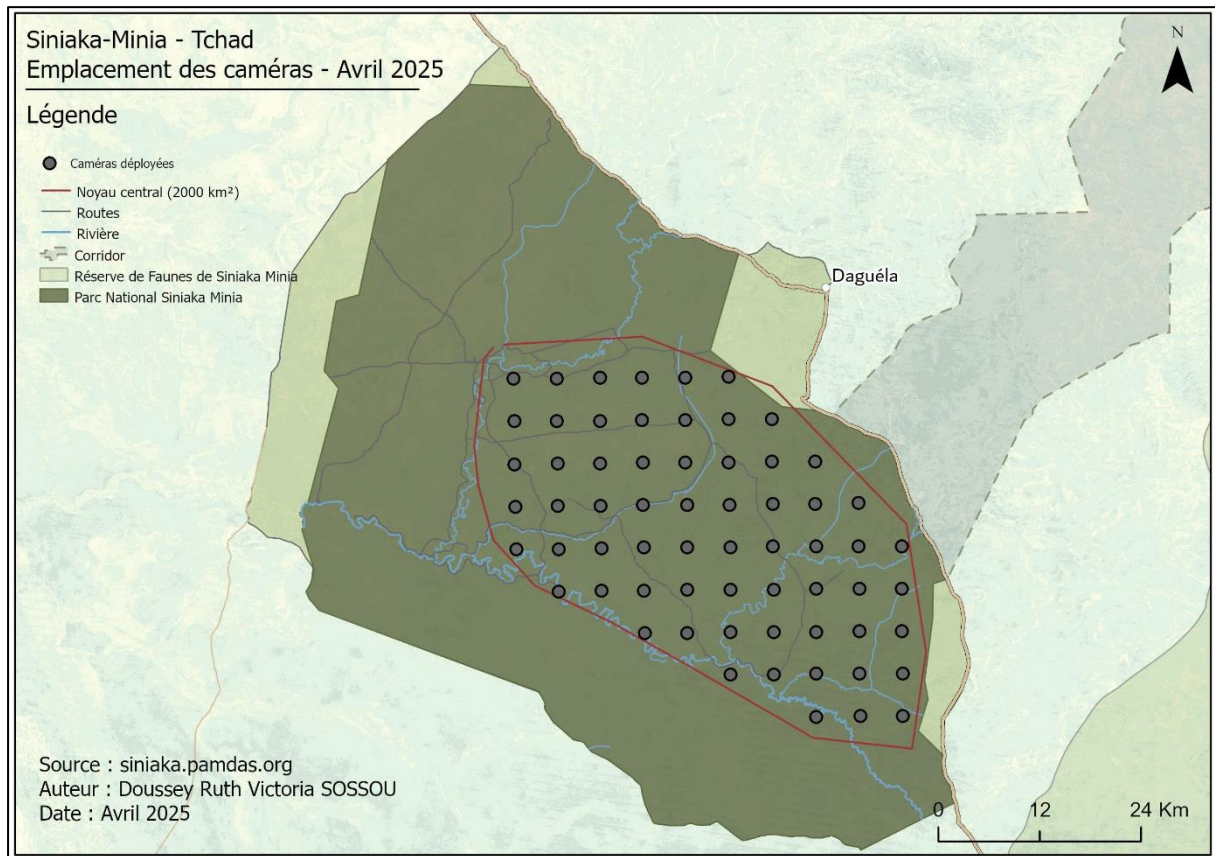 Siniaka-Minia - Tchad
Emplacement des caméras - Avril 2025
Légende
Caméras déployées
Noyau central (2000 km²)
Routes
Rivière
Corridor
Réserve de Faunes de Siniaka Minia
Parc National Siniaka Minia
N
Daguéla
Source : siniaka.pamdas.org
Auteur : Doussey Ruth Victoria SOSSOU
Date : Avril 2025
0 12 24 Km